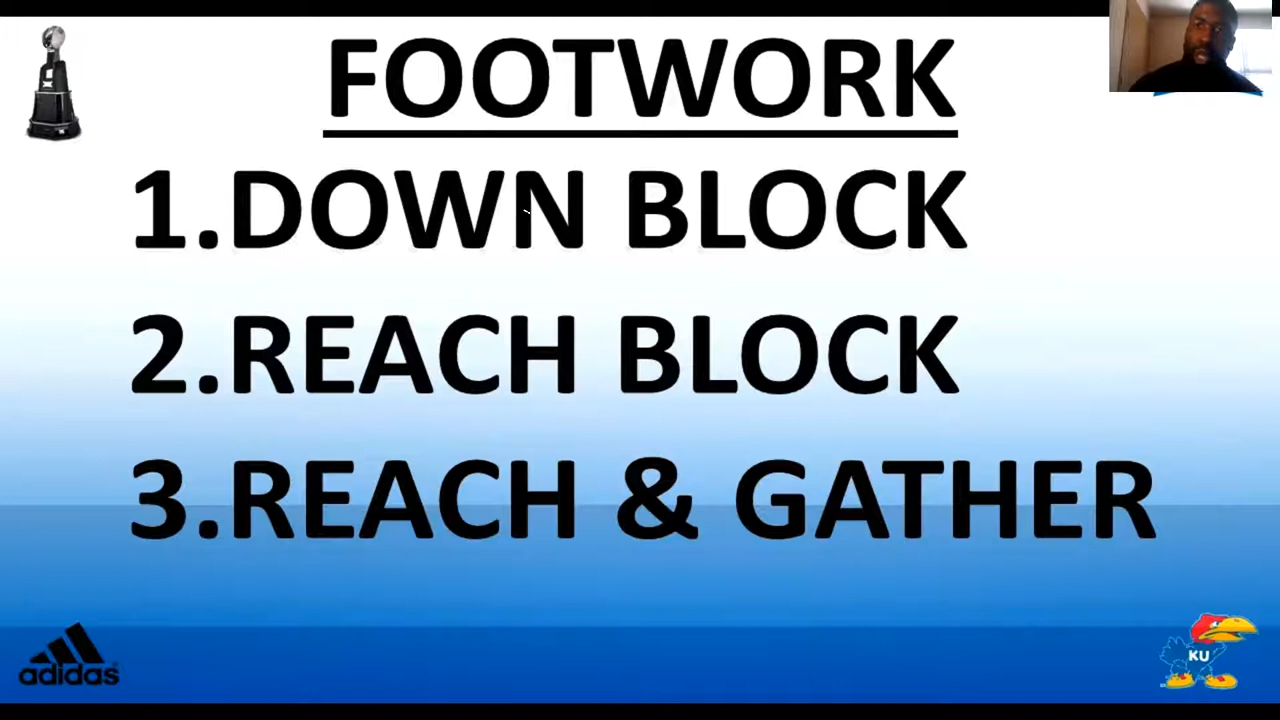 FOOTWORK
1.DOWN BLOCK
2.REACH BLOCK
3.REACH & GATHER
adidas
KU